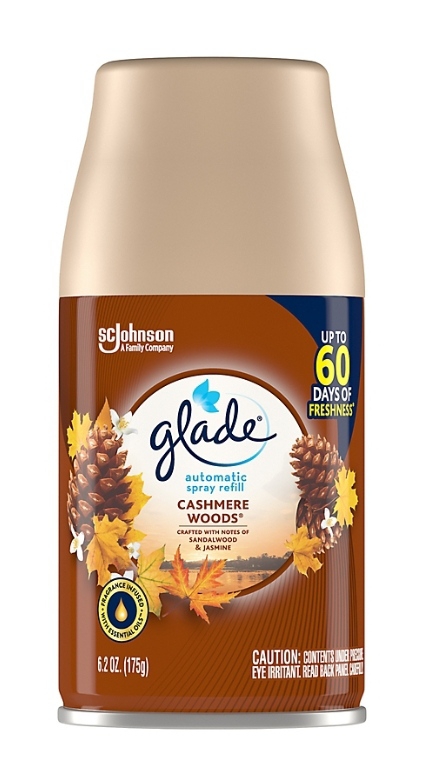 scJohnson
A Family Company
UP TO
60
DAYS OF
FRESHNESS*
glade®
automatic
spray refill
CASHMERE
WOODS®
CRAFTED WITH NOTES OF
SANDALWOOD
& JASMINE
• FRAGRANCE INFUSED •
WITH ESSENTIAL OILS
6.2 OZ. (175g)
CAUTION: CONTENTS UNDER PRESSURE.
EYE IRRITANT. READ BACK PANEL CAREFULLY